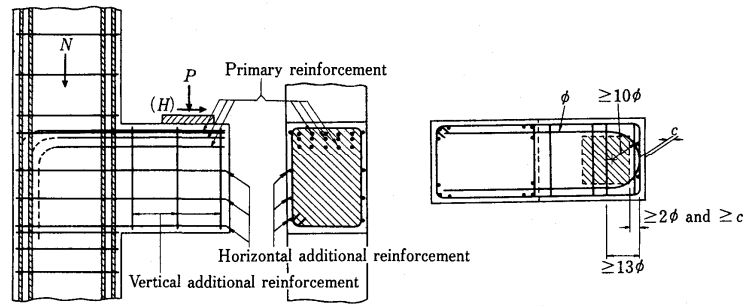 N
P
(H)
Primary reinforcement
Horizontal additional reinforcement
Vertical additional reinforcement
ϕ
≥10ϕ
c
≥2ϕ and ≥c
≥13ϕ